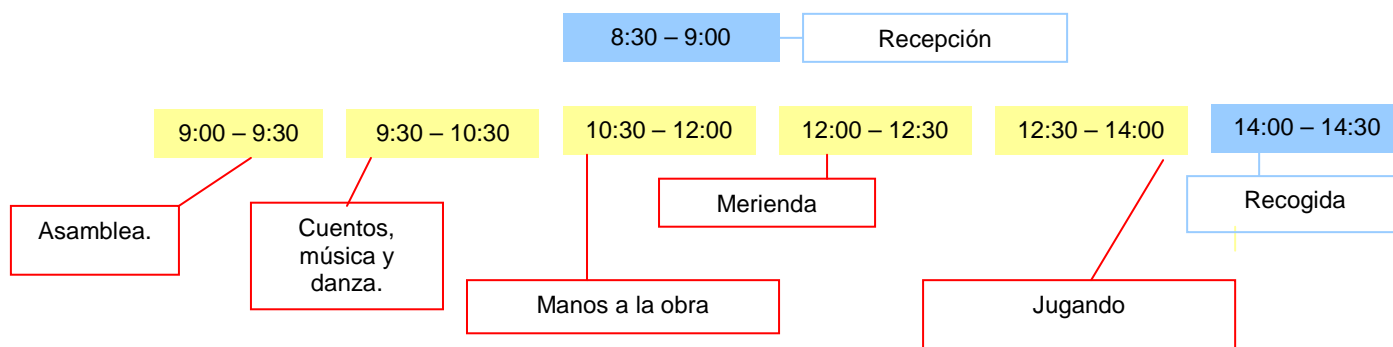 8:30 – 9:00
Recepción
9:00 – 9:30
9:30 – 10:30
10:30 – 12:00
12:00 – 12:30
12:30 – 14:00
14:00 – 14:30
Asamblea.
Cuentos,
música y
danza.
Manos a la obra
Merienda
Jugando
Recogida